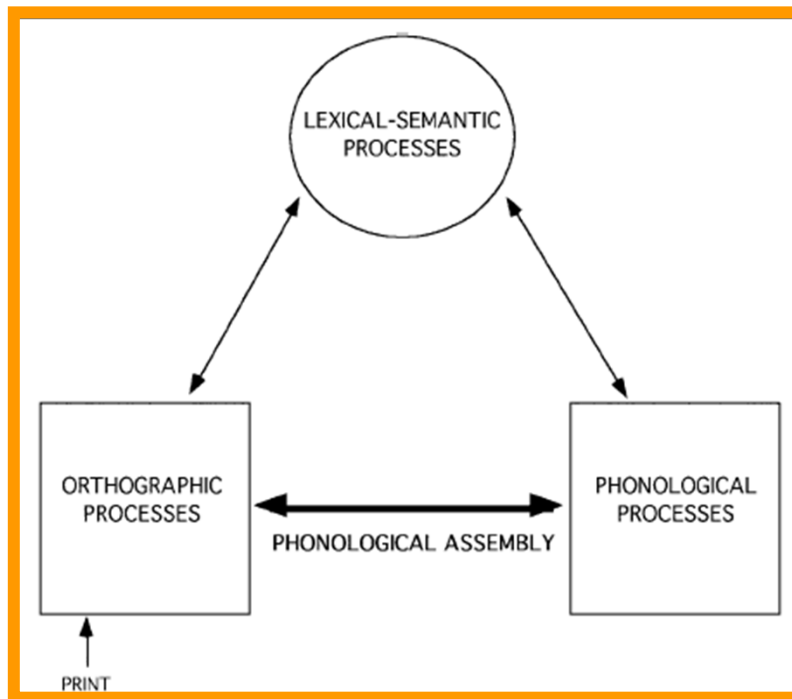 LEXICAL-SEMANTIC
PROCESSES
ORTHOGRAPHIC
PROCESSES
PHONOLOGICAL
PROCESSES
PHONOLOGICAL ASSEMBLY
PRINT